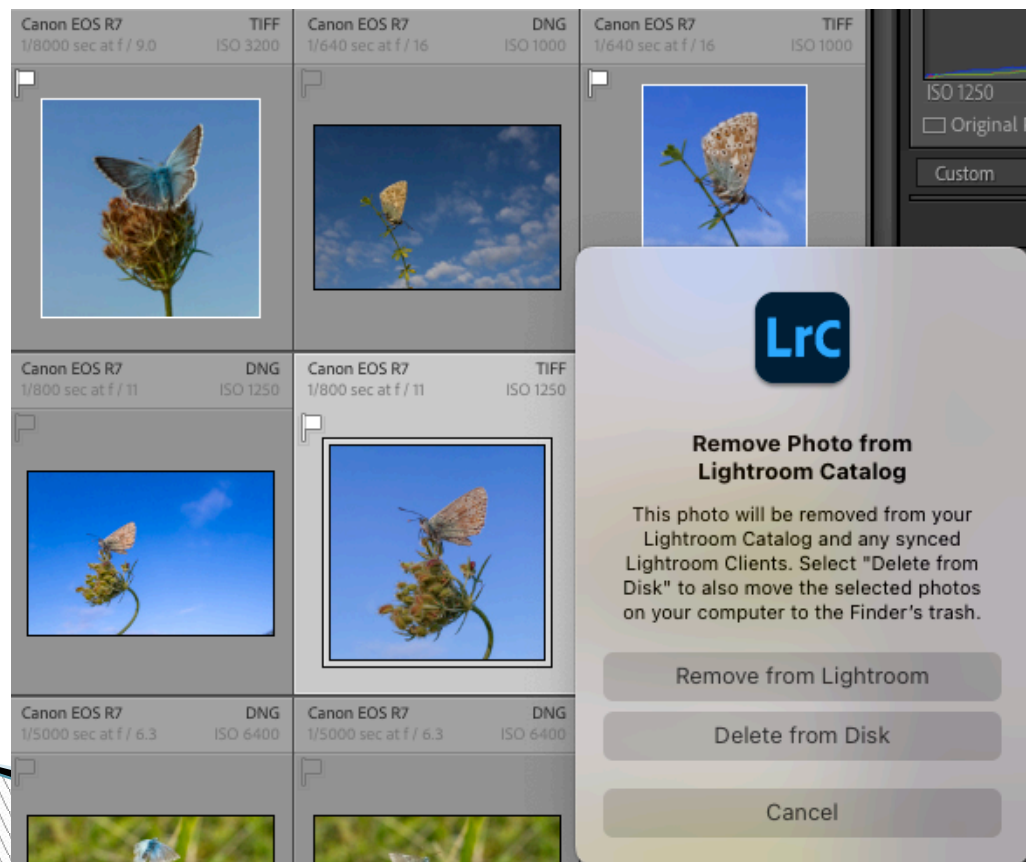 Canon EOS R7 TIFF
1/8000 sec at f / 9.0 ISO 3200
Canon EOS R7 DNG
1/640 sec at f / 16 ISO 1000
Canon EOS R7 TIFF
1/640 sec at f / 16 ISO 1000
ISO 1250
Original
Custom
Canon EOS R7 DNG
1/800 sec at f / 11 ISO 1250
Canon EOS R7 TIFF
1/800 sec at f / 11 ISO 1250
LrC
Remove Photo from
Lightroom Catalog
This photo will be removed from your
Lightroom Catalog and any synced
Lightroom Clients. Select "Delete from
Disk" to also move the selected photos
on your computer to the Finder's trash.
Remove from Lightroom
Delete from Disk
Cancel
Canon EOS R7 DNG
1/5000 sec at f / 6.3 ISO 6400
Canon EOS R7 DNG
1/5000 sec at f / 6.3 ISO 6400